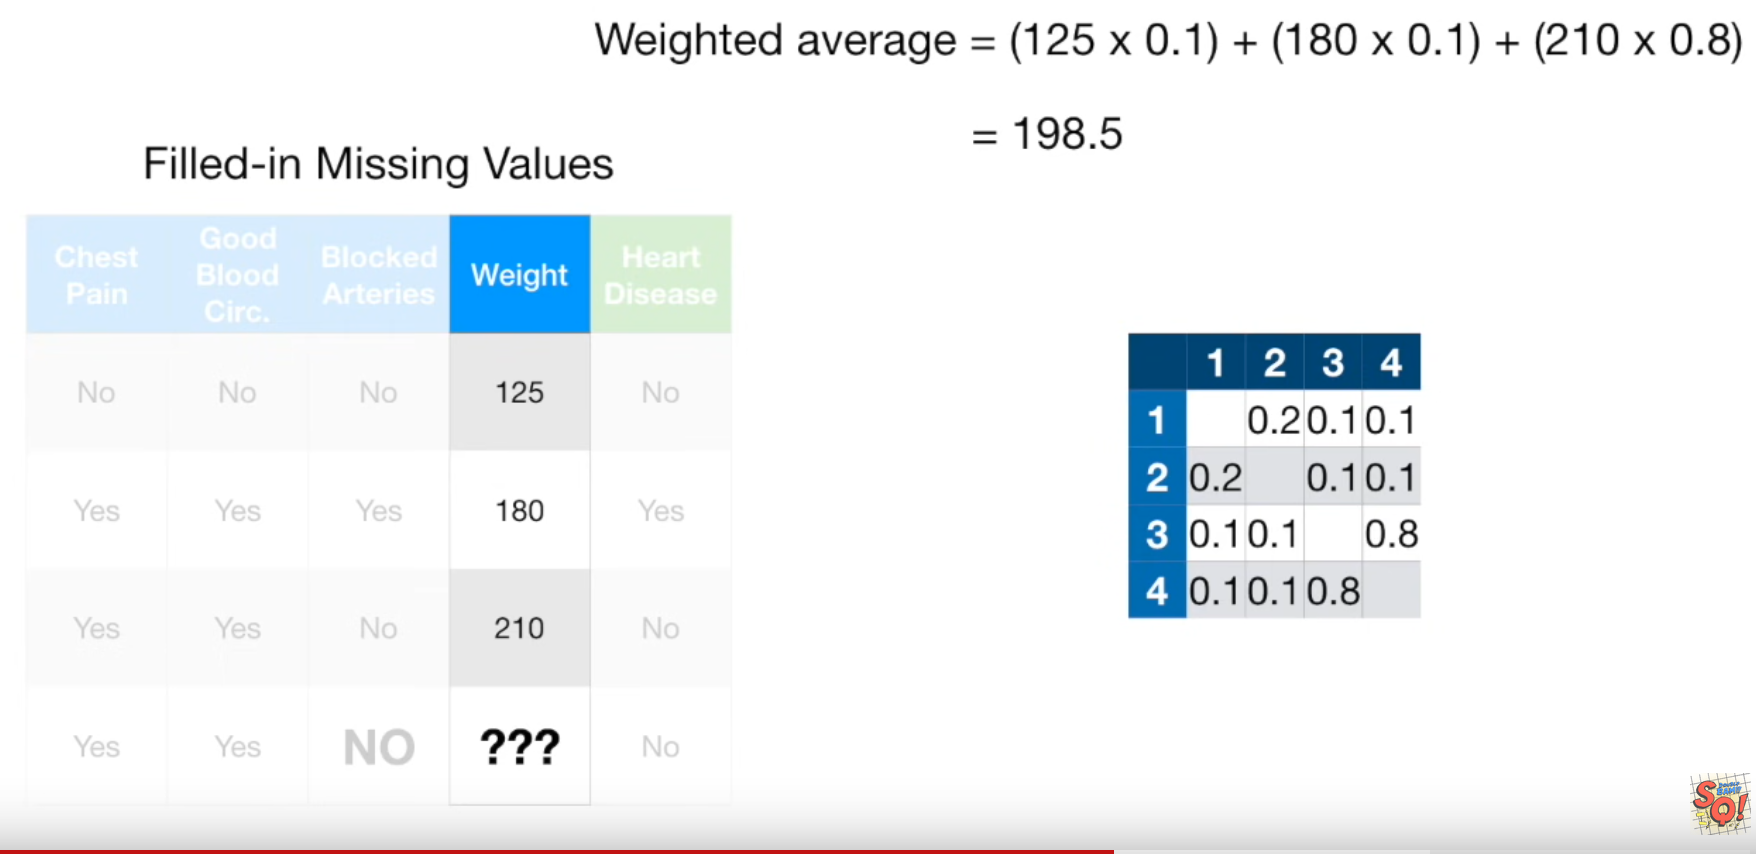 Weighted average = (125 x 0.1) + (180 x 0.1) + (210 x 0.8)
= 198.5
Filled-in Missing Values
Chest Pain Good Blood Circ. Blocked Arteries Weight Heart Disease
No No No 125 No
Yes Yes Yes 180 Yes
Yes Yes No 210 No
Yes Yes NO ??? No
1 2 3 4
1 0.2 0.1 0.1
2 0.2 0.1 0.1
3 0.1 0.1 0.8
4 0.1 0.1 0.8
SQ!